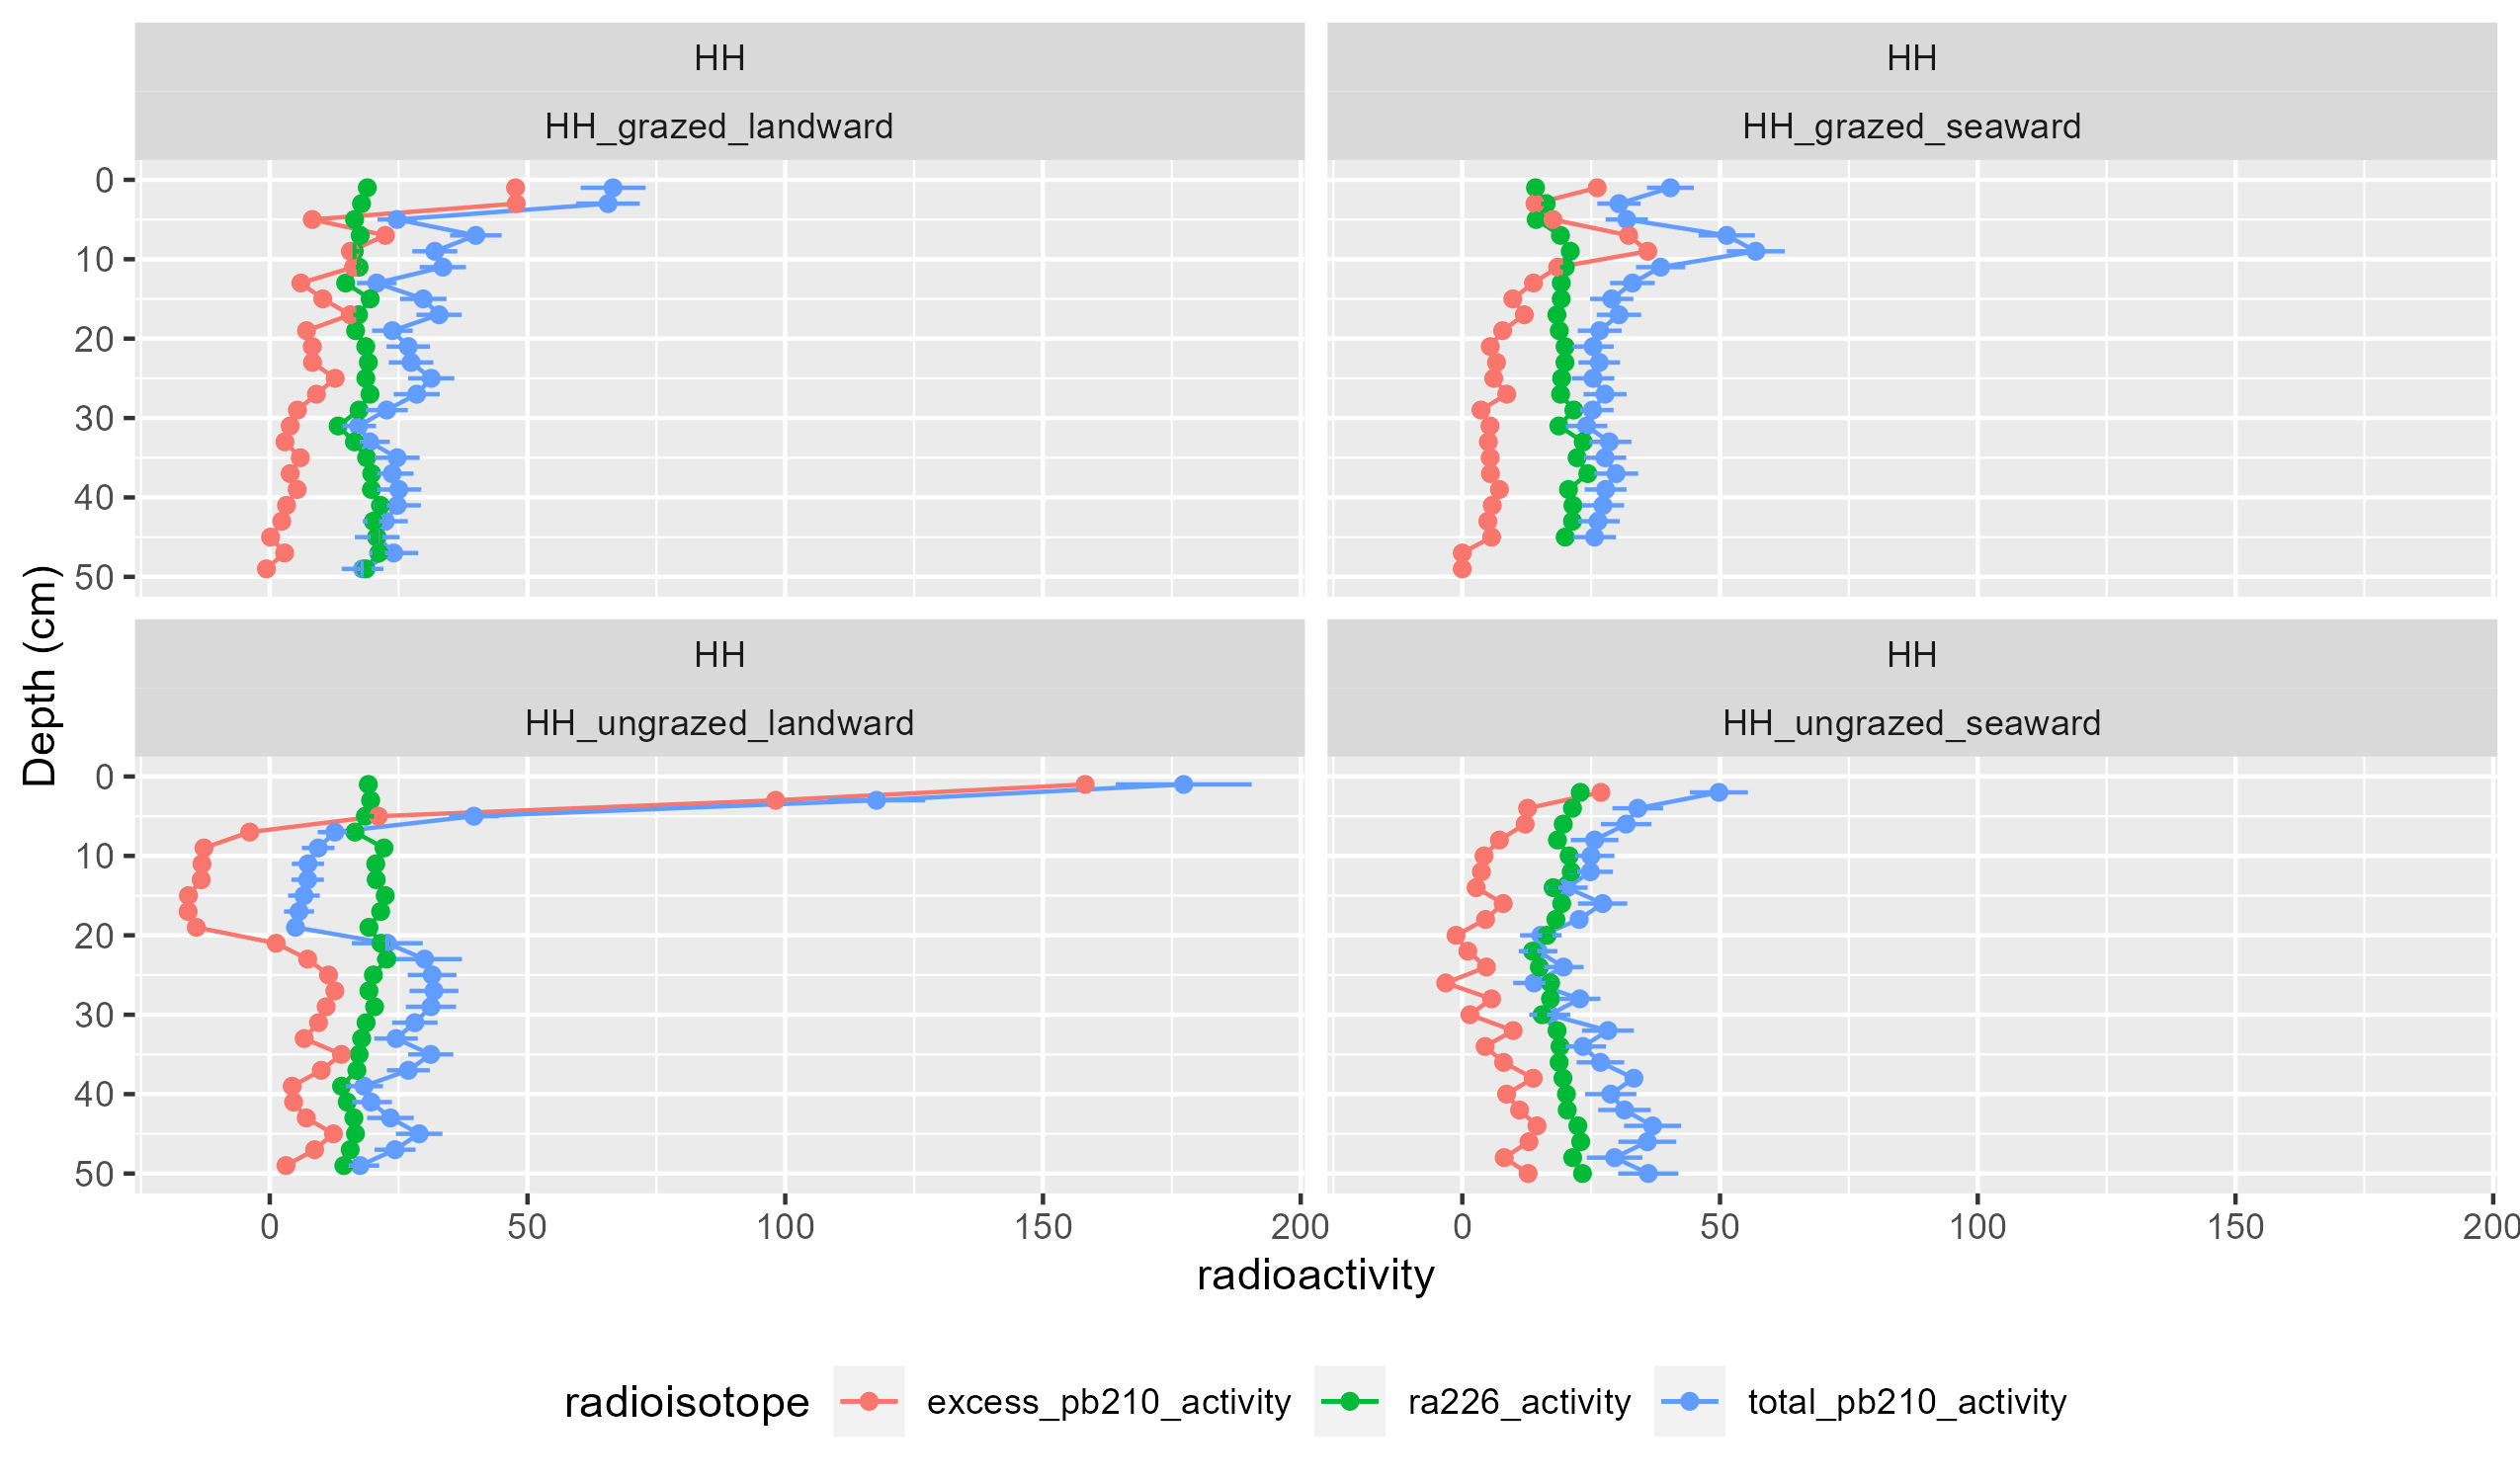 HH
HH
HH_grazed_landward
HH_grazed_seaward
0
10
20
30
40
50
HH
HH
HH_ungrazed_landward
HH_ungrazed_seaward
0
10
20
30
40
50
Depth (cm)
0 50 100 150 200
0 50 100 150 200
radioactivity
radioisotope excess_pb210_activity ra226_activity total_pb210_activity